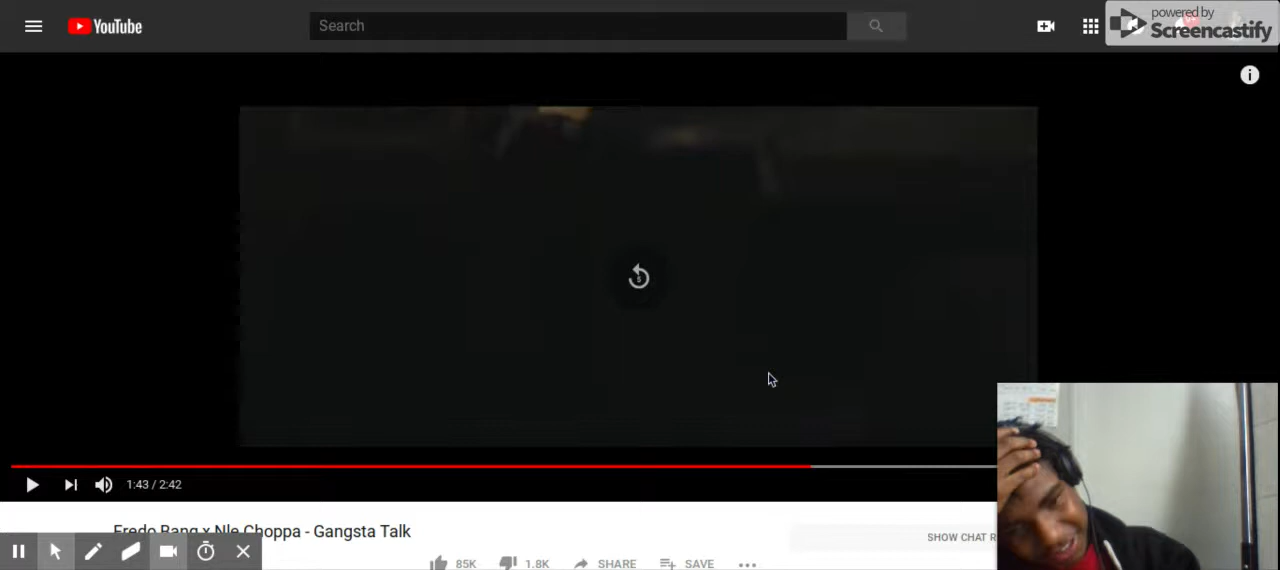 YouTube
Search
powered by
Screencastify
5
1:43 / 2:42
Fredo Bang x Nle Choppa - Gangsta Talk
SHOW CHAT R
85K 1.8K SHARE SAVE